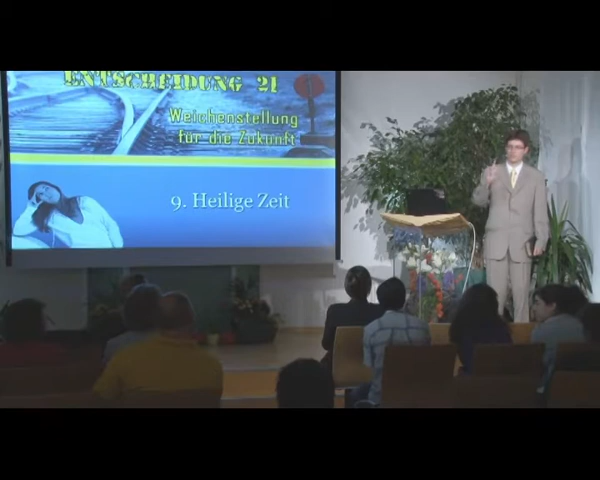 ENTSCHEIDUNG 21
Weichenstellung
für die Zukunft
9. Heilige Zeit